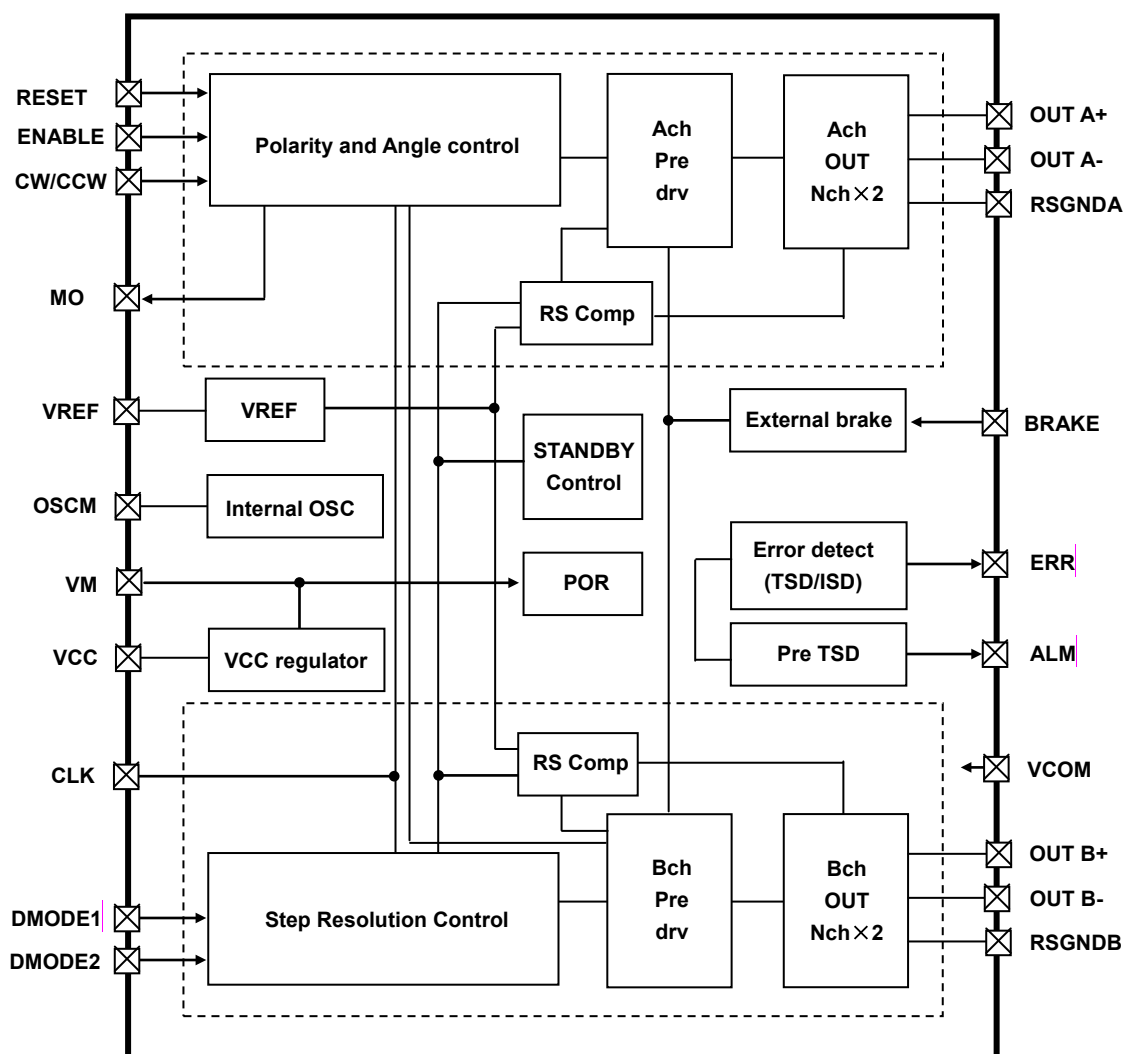 RESET
ENABLE
CW/CCW
MO
VREF
OSCM
VM
VCC
CLK
DMODE1
DMODE2
Polarity and Angle control
Ach
Pre
drv
Ach
OUT
Nch×2
RS Comp
VREF
STANDBY
Control
External brake
Internal OSC
POR
Error detect
(TSD/ISD)
VCC regulator
Pre TSD
RS Comp
Step Resolution Control
Bch
Pre
drv
Bch
OUT
Nch×2
OUT A+
OUT A-
RSGNDA
BRAKE
ERR
ALM
VCOM
OUT B+
OUT B-
RSGNDB